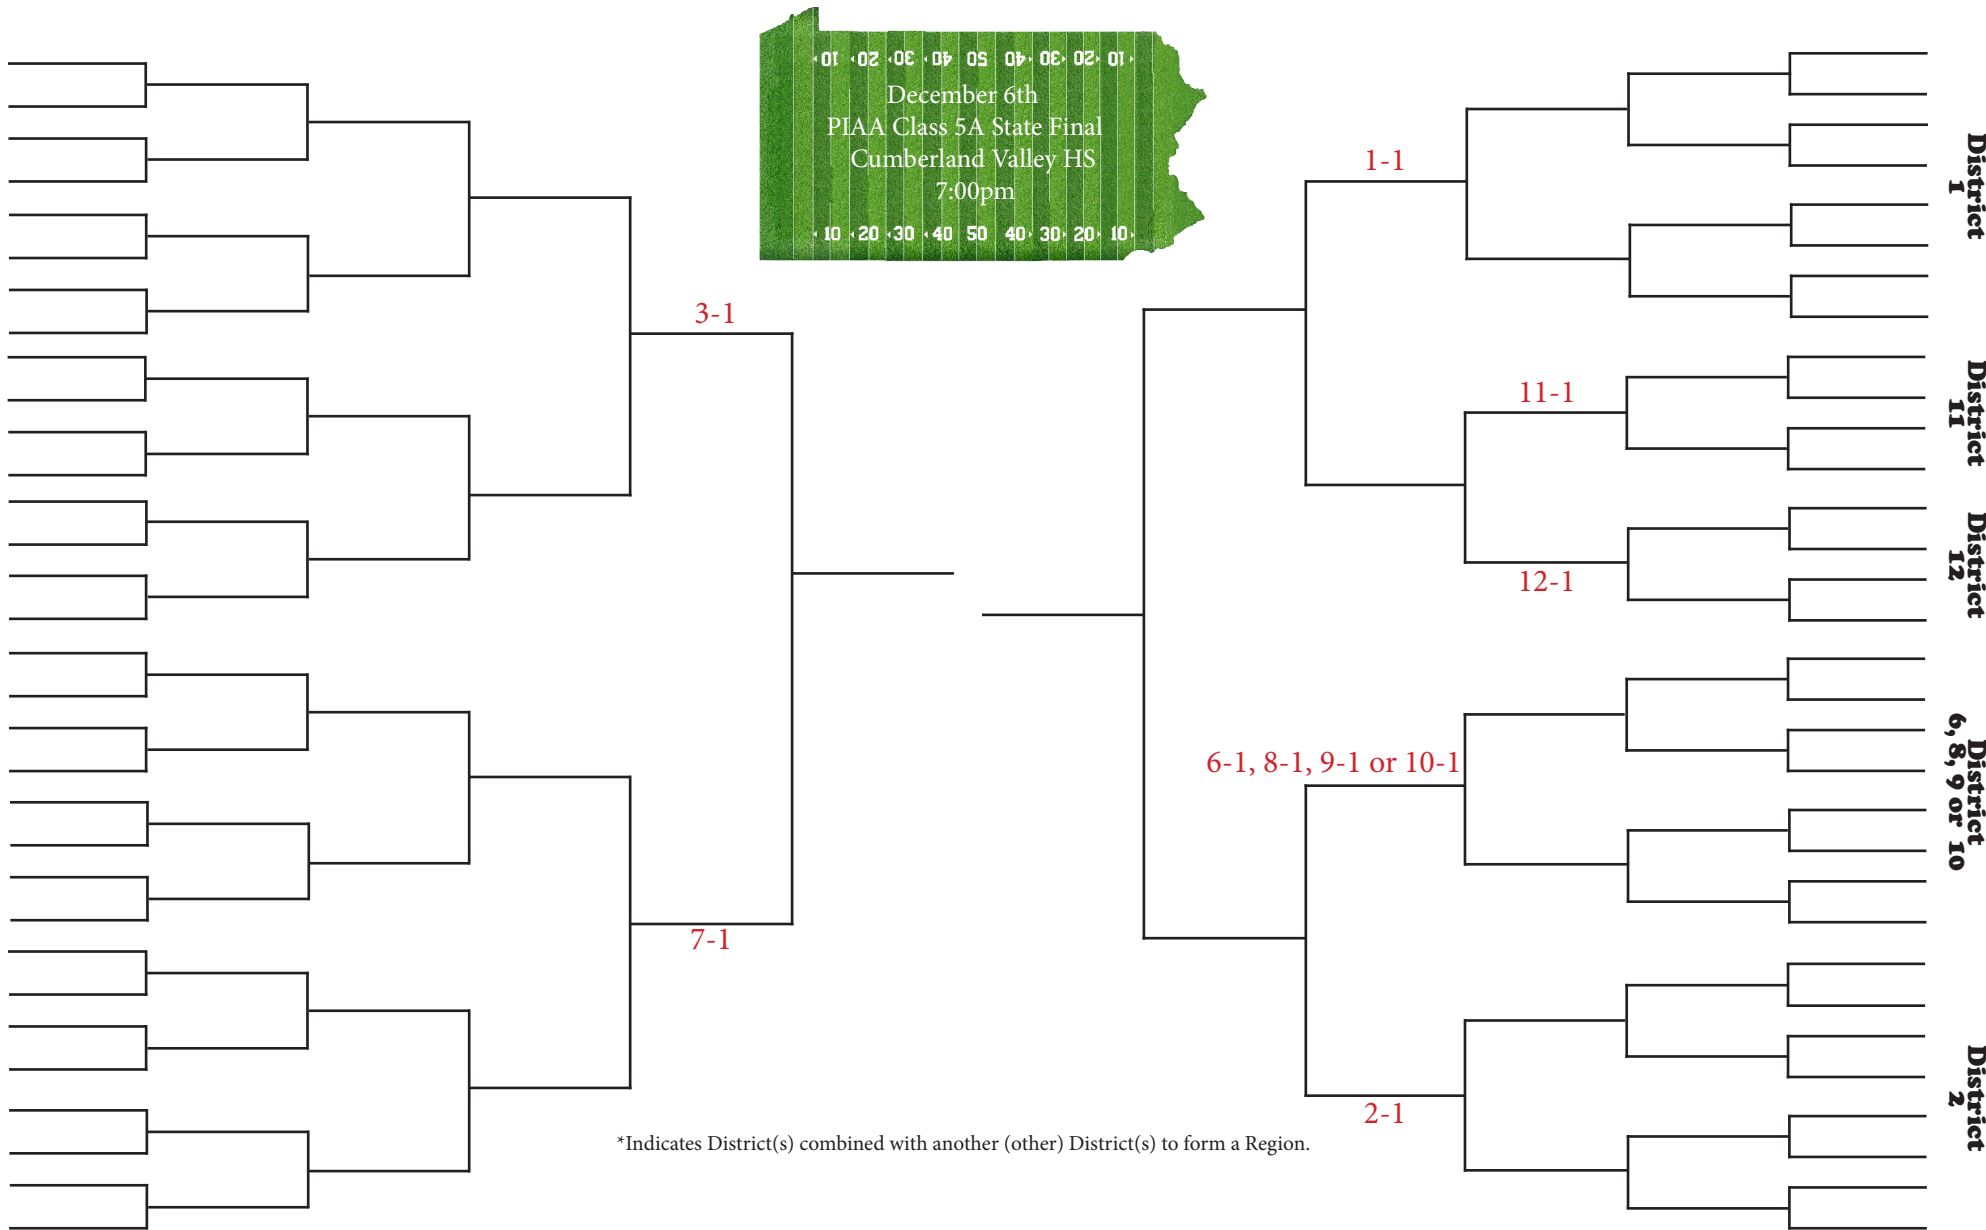 10 20 30 40 50 40 30 20 10
December 6th
PIAA Class 5A State Final
Cumberland Valley HS
7:00pm
10 20 30 40 50 40 30 20 10
3-1
7-1
1-1
11-1
12-1
6-1, 8-1, 9-1 or 10-1
2-1
District
1
District
11
District
12
District
6, 8, 9 or 10
District
2
*Indicates District(s) combined with another (other) District(s) to form a Region.